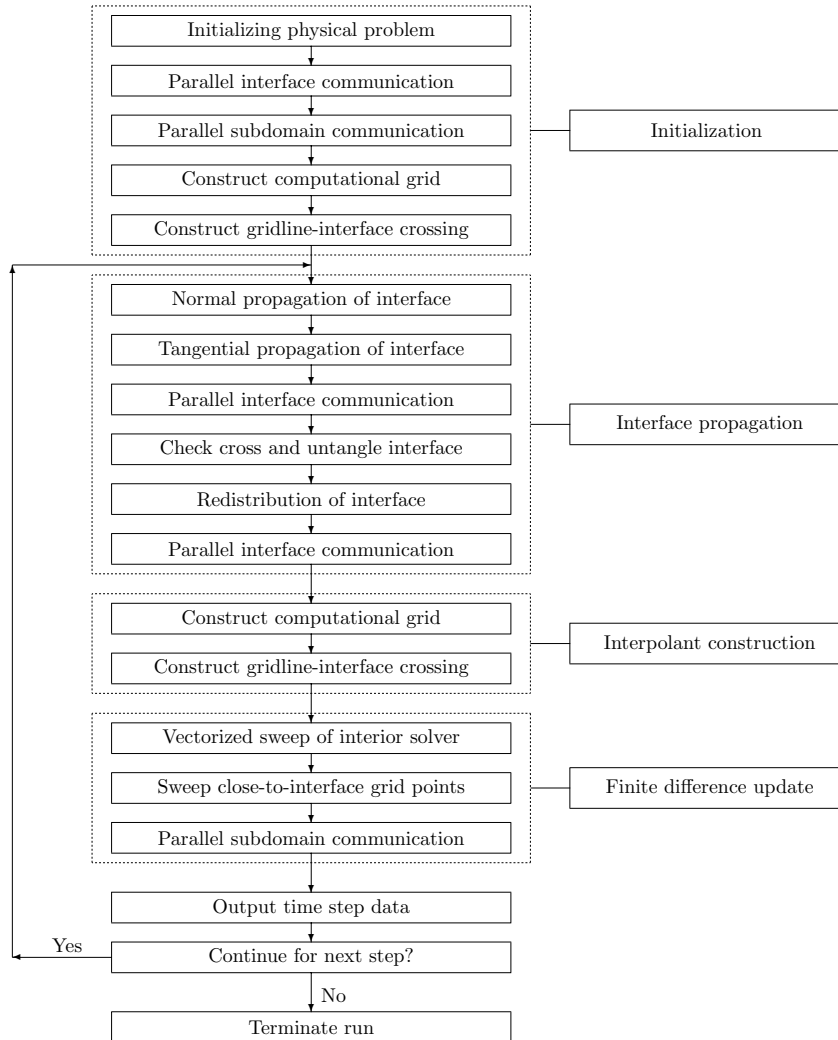 Initializing physical problem
Parallel interface communication
Parallel subdomain communication
Initialization
Construct computational grid
Construct gridline-interface crossing
Normal propagation of interface
Tangential propagation of interface
Parallel interface communication
Interface propagation
Check cross and untangle interface
Redistribution of interface
Parallel interface communication
Construct computational grid
Interpolant construction
Construct gridline-interface crossing
Vectorized sweep of interior solver
Sweep close-to-interface grid points
Finite difference update
Parallel subdomain communication
Output time step data
Yes
Continue for next step?
No
Terminate run